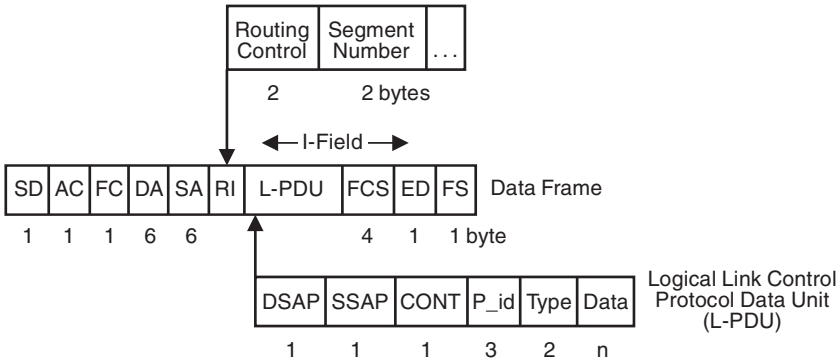 Routing Control Segment Number ...
2 2 bytes
I-Field
SD AC FC DA SA RI L-PDU FCS ED FS Data Frame
1 1 1 6 6 4 1 1 byte
DSAP SSAP CONT P_id Type Data
Logical Link Control
Protocol Data Unit
(L-PDU)
1 1 1 3 2 n